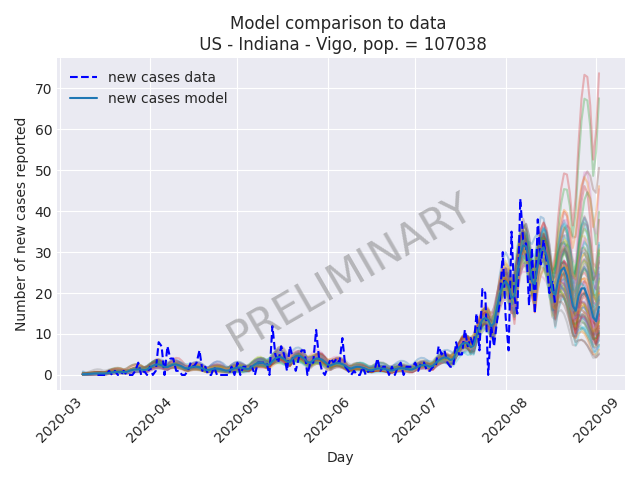 Model comparison to data
US - Indiana - Vigo, pop. = 107038
new cases data
new cases model
Number of new cases reported
70
60
50
40
30
20
10
0
PRELIMINARY
2020-03
2020-04
2020-05
2020-06
2020-07
2020-08
2020-09
Day